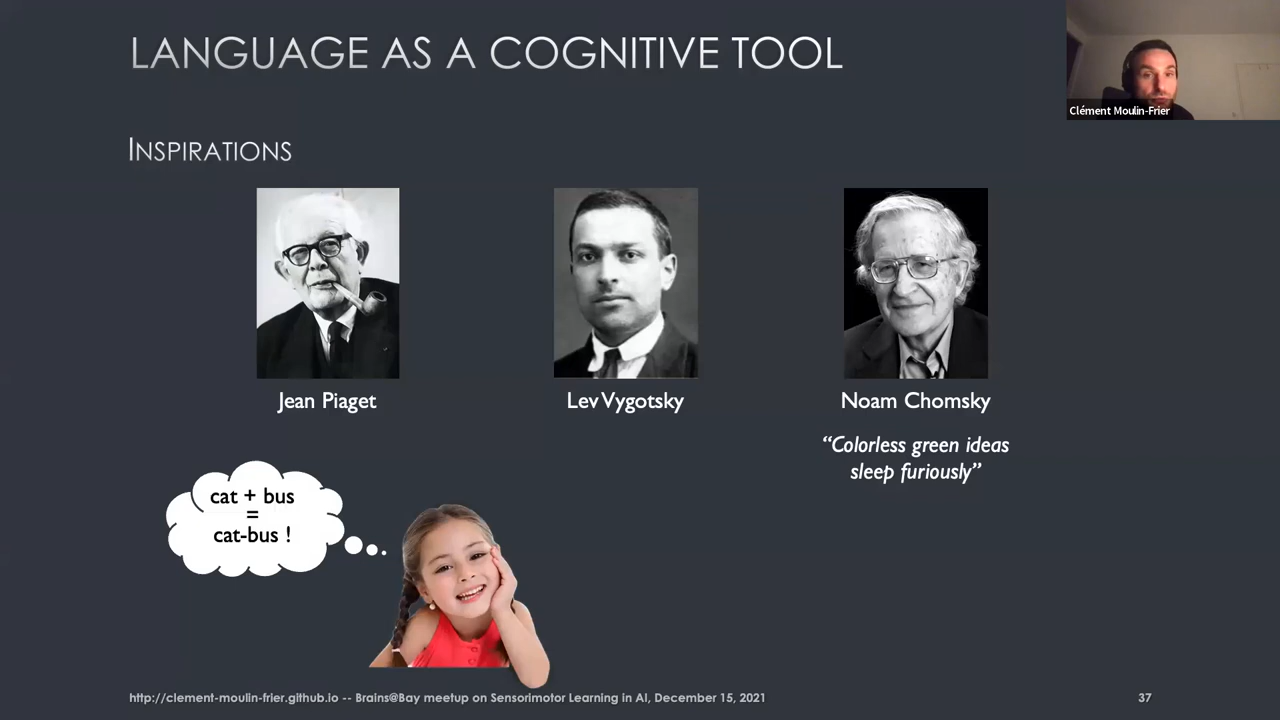 LANGUAGE AS A COGNITIVE TOOL
Clément Moulin-Frier
INSPIRATIONS
Jean Piaget
Lev Vygotsky
Noam Chomsky
“Colorless green ideas
sleep furiously”
cat + bus
=
cat-bus !
http://clement-moulin-frier.github.io -- Brains@Bay meetup on Sensorimotor Learning in AI, December 15, 2021
37